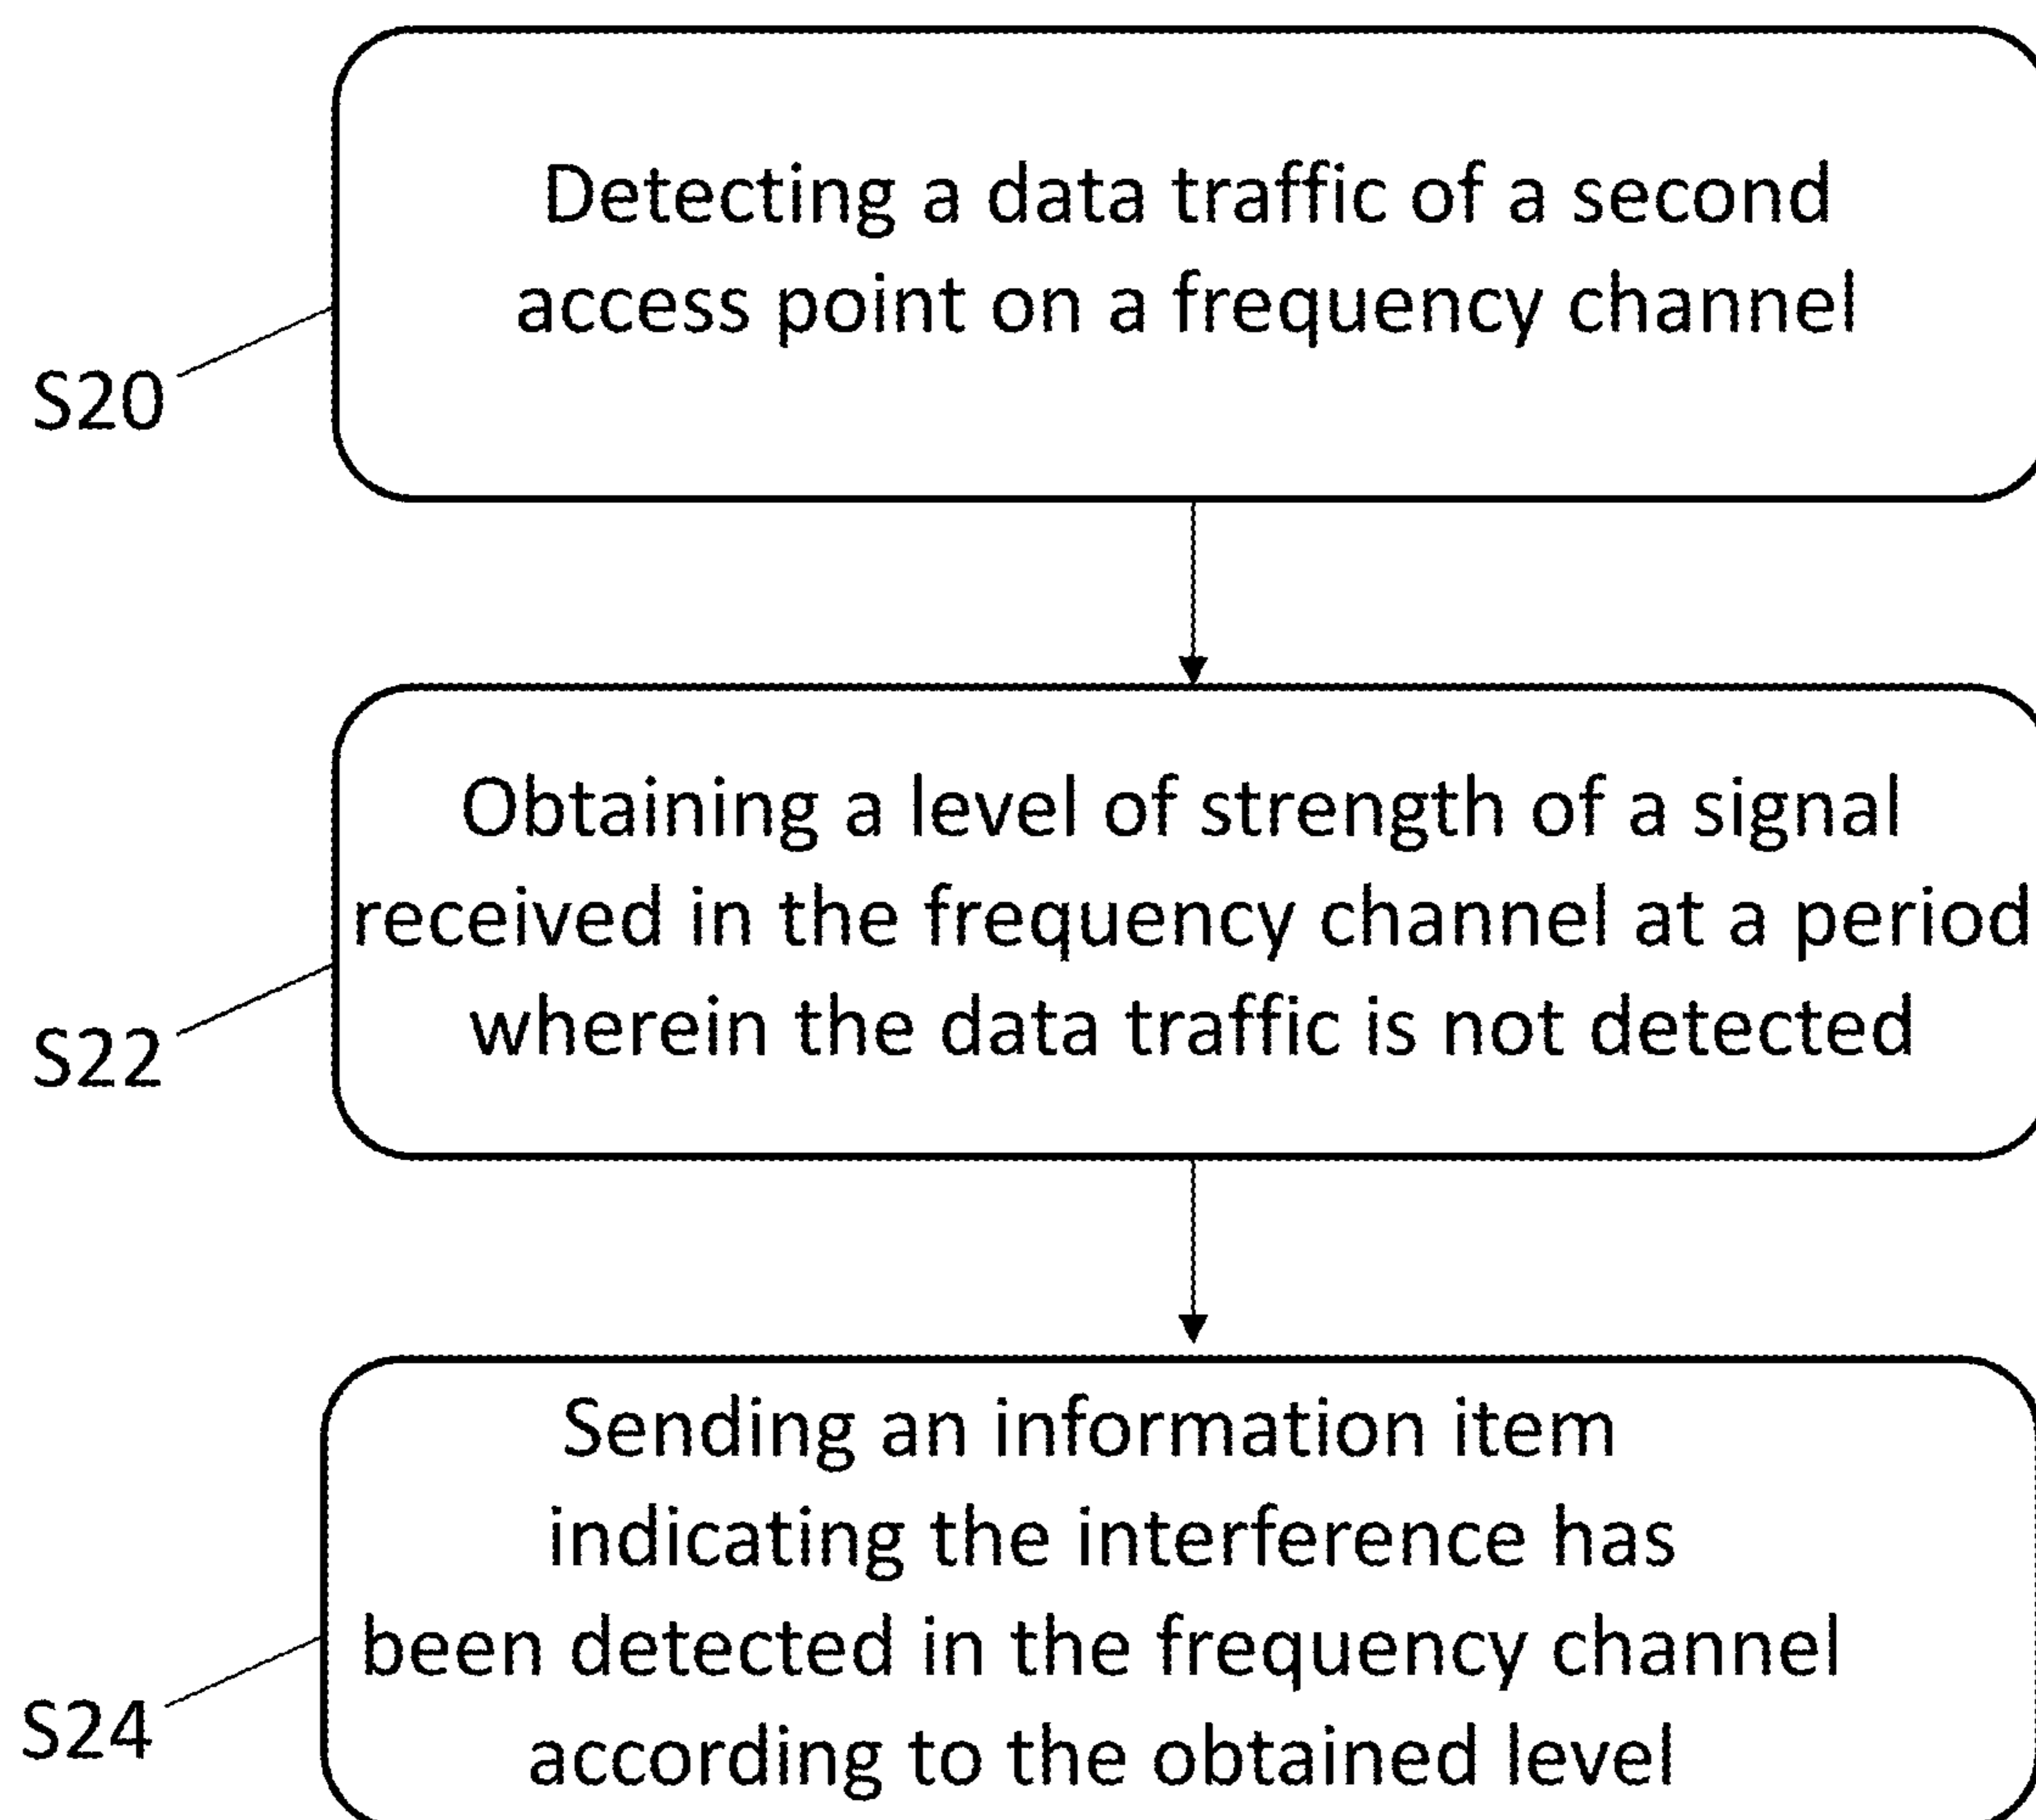 Detecting a data traffic of a second
access point on a frequency channel
S20
Obtaining a level of strength of a signal
received in the frequency channel at a period
wherein the data traffic is not detected
S22
Sending an information item
indicating the interference has
been detected in the frequency channel
according to the obtained level
S24